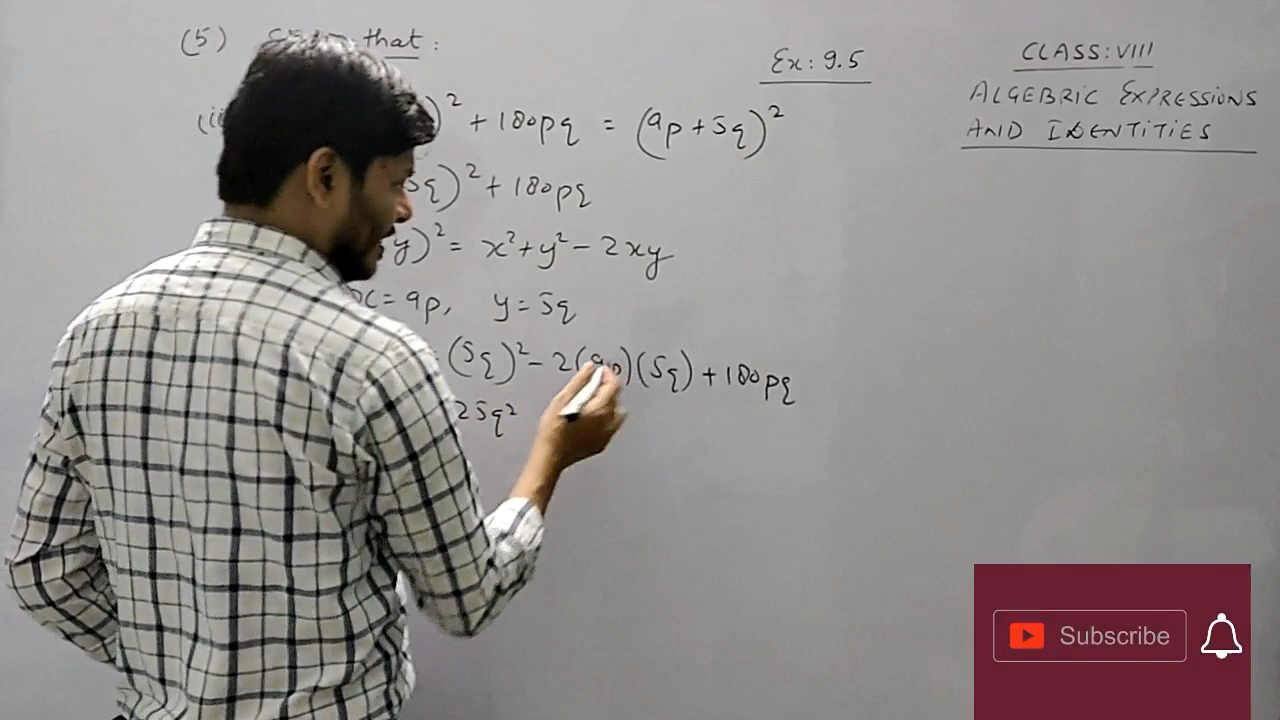 (5) that :
Ex: 9.5
CLASS: VIII
ALGEBRIC EXPRESSIONS
AND IDENTITIES
)² + 180pq = (9p + 5q)²
5q)² + 180pq
y)² = x² + y² - 2xy
x = 9p, y = 5q
(5q)² - 2(9p)(5q) + 180pq
25q²
Subscribe